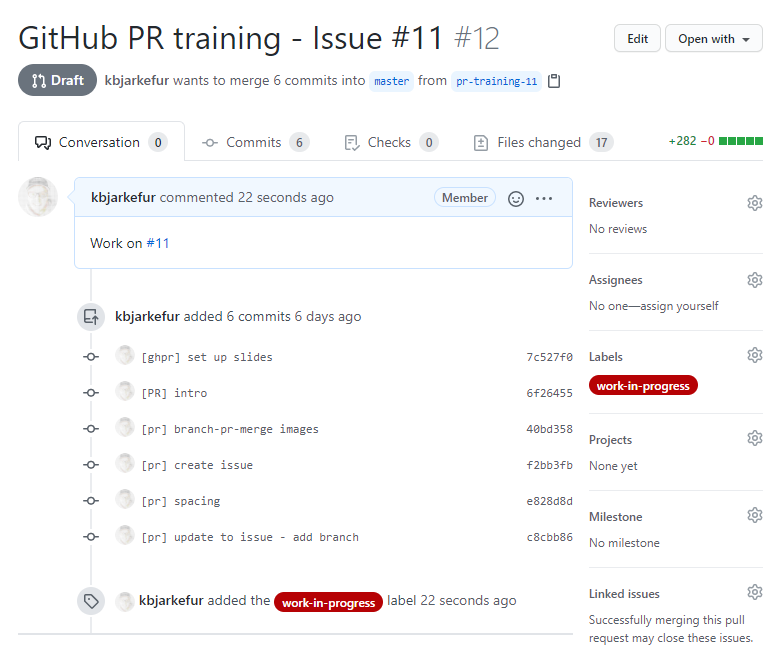 GitHub PR training - Issue #11 #12
Edit
Open with
Draft
kbjarkefur wants to merge 6 commits into master from pr-training-11
Conversation 0
Commits 6
Checks 0
Files changed 17
+282 −0
kbjarkefur commented 22 seconds ago
Member
Work on #11
kbjarkefur added 6 commits 6 days ago
[ghpr] set up slides 7c527f0
[PR] intro 6f26455
[pr] branch-pr-merge images 40bd358
[pr] create issue f2bb3fb
[pr] spacing e828d8d
[pr] update to issue - add branch c8cbb86
kbjarkefur added the work-in-progress label 22 seconds ago
Reviewers
No reviews
Assignees
No one—assign yourself
Labels
work-in-progress
Projects
None yet
Milestone
No milestone
Linked issues
Successfully merging this pull
request may close these issues.